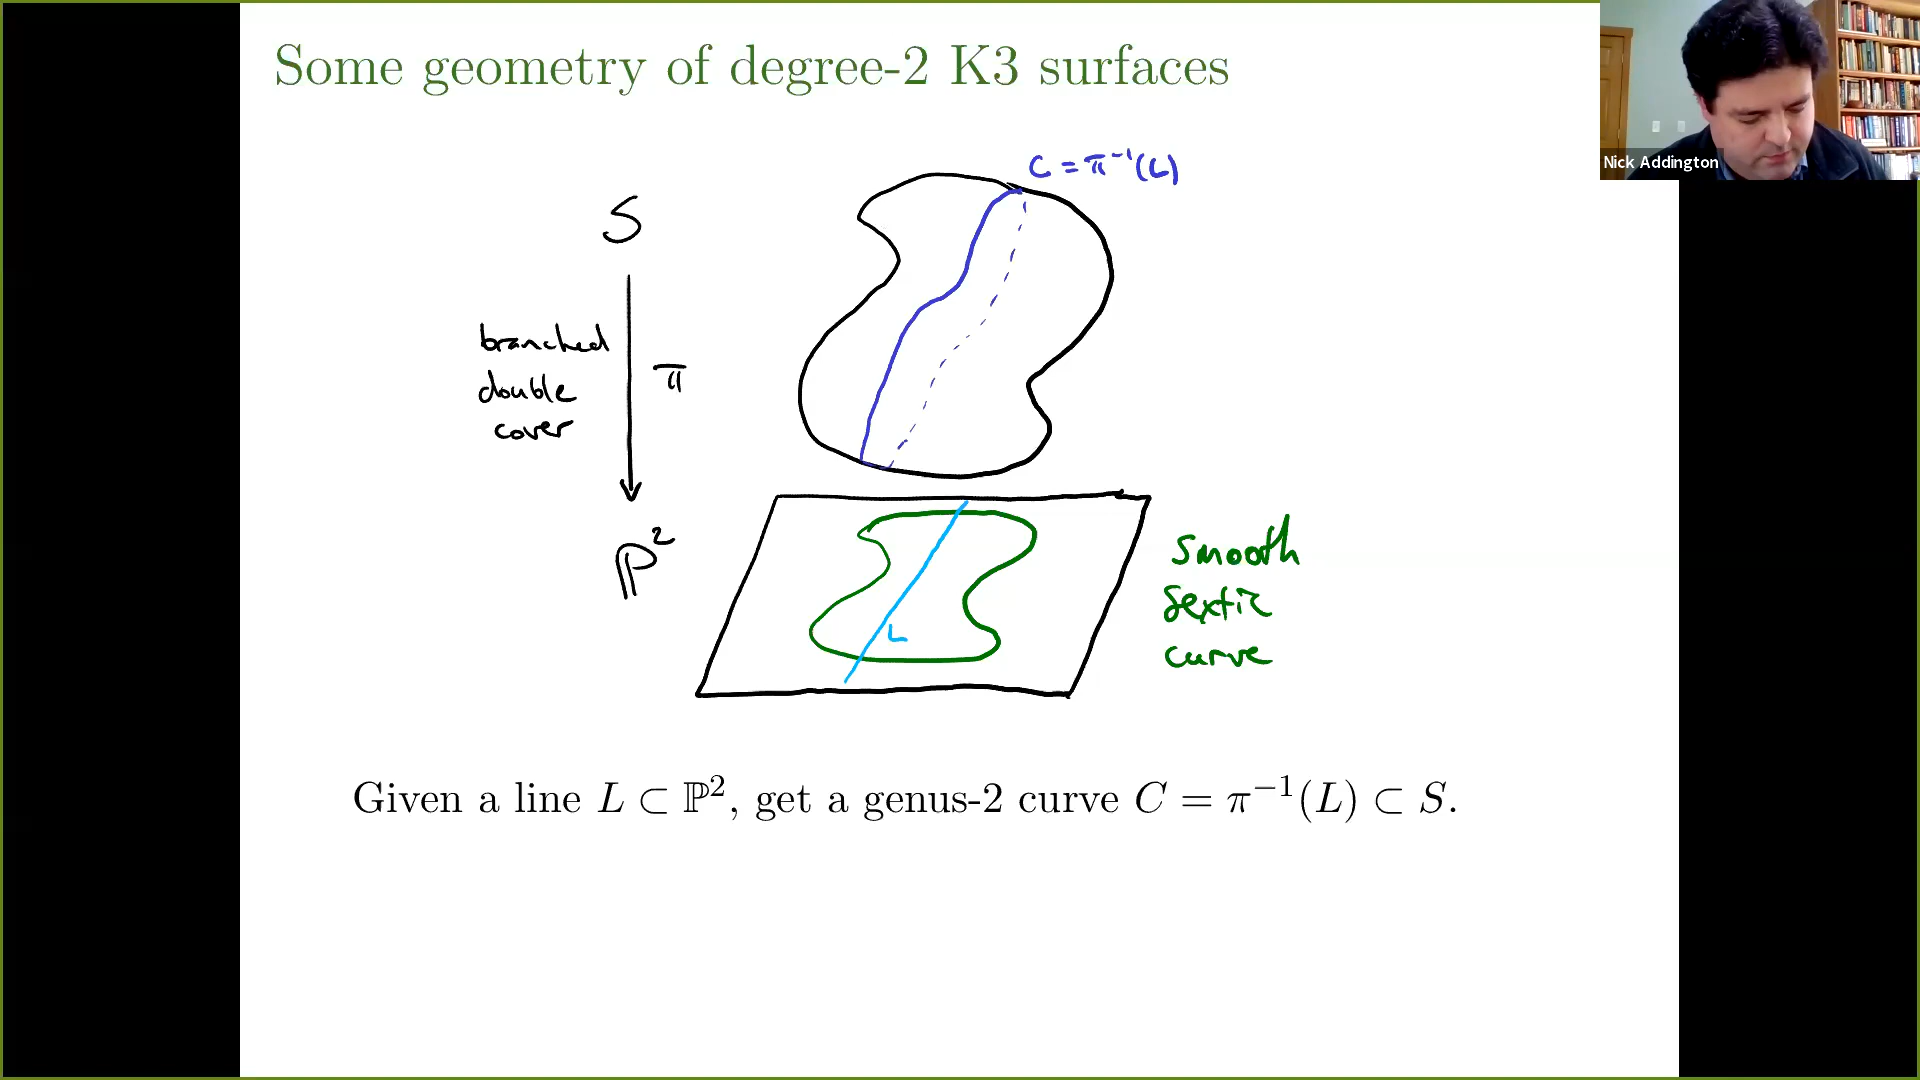 Some geometry of degree-2 K3 surfaces
Nick Addington
C = π⁻¹(L)
S
branched
double
cover
π
ℙ²
L
smooth
sextic
curve
Given a line L ⊂ ℙ², get a genus-2 curve C = π⁻¹(L) ⊂ S.